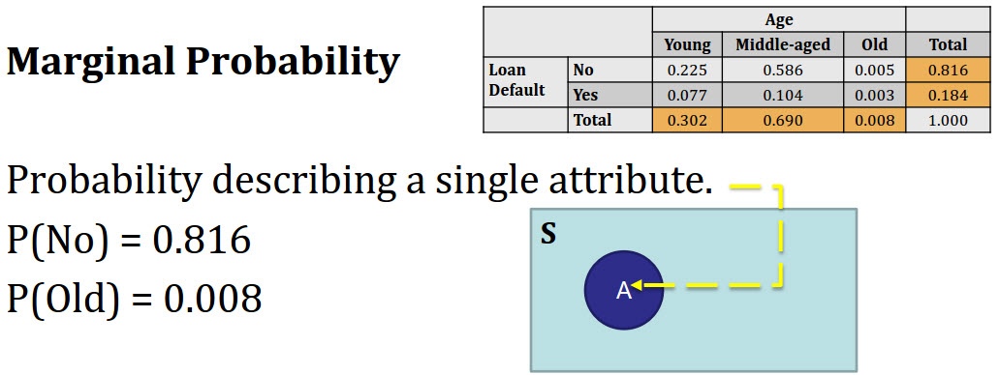 Marginal Probability
Age
Young Middle-aged Old Total
Loan Default No 0.225 0.586 0.005 0.816
Yes 0.077 0.104 0.003 0.184
Total 0.302 0.690 0.008 1.000
Probability describing a single attribute.
P(No) = 0.816
P(Old) = 0.008
S
A